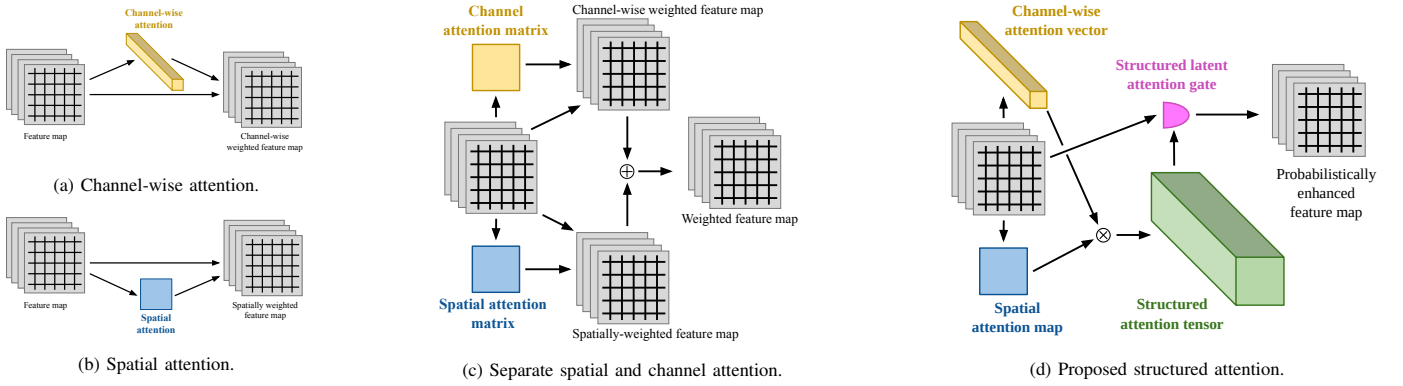 Channel-wise
attention
Feature map
Channel-wise
weighted feature map
(a) Channel-wise attention.
Feature map
Spatial
attention
Spatially weighted
feature map
(b) Spatial attention.
Channel
attention matrix
Channel-wise weighted feature map
Weighted feature map
Spatial attention
matrix
Spatially-weighted feature map
(c) Separate spatial and channel attention.
Channel-wise
attention vector
Structured latent
attention gate
Probabilistically
enhanced
feature map
Spatial
attention map
Structured
attention tensor
(d) Proposed structured attention.